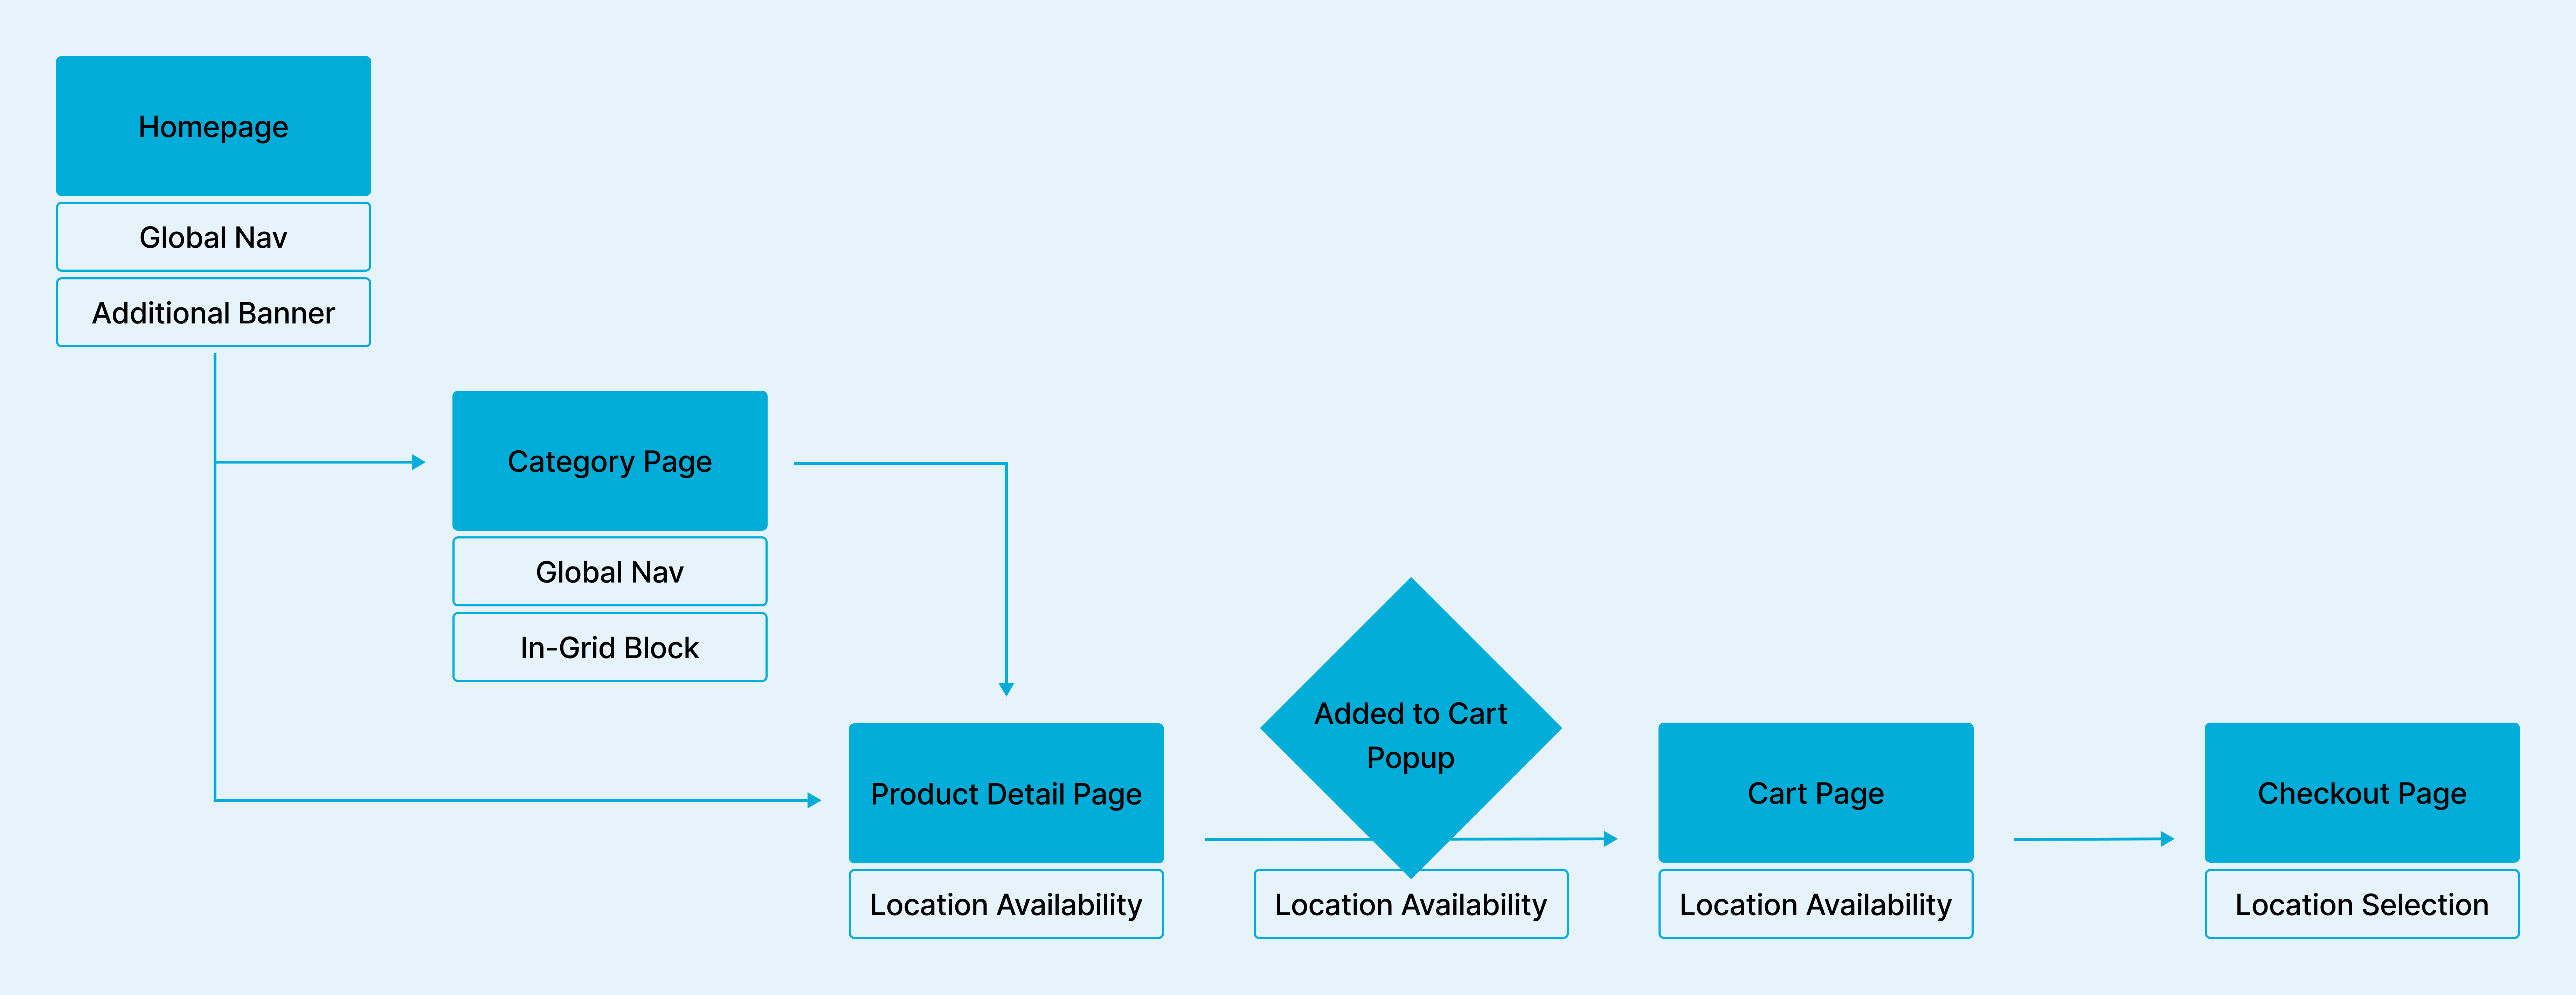 Homepage
Global Nav
Additional Banner
Category Page
Global Nav
In-Grid Block
Product Detail Page
Location Availability
Added to Cart
Popup
Location Availability
Cart Page
Location Availability
Checkout Page
Location Selection